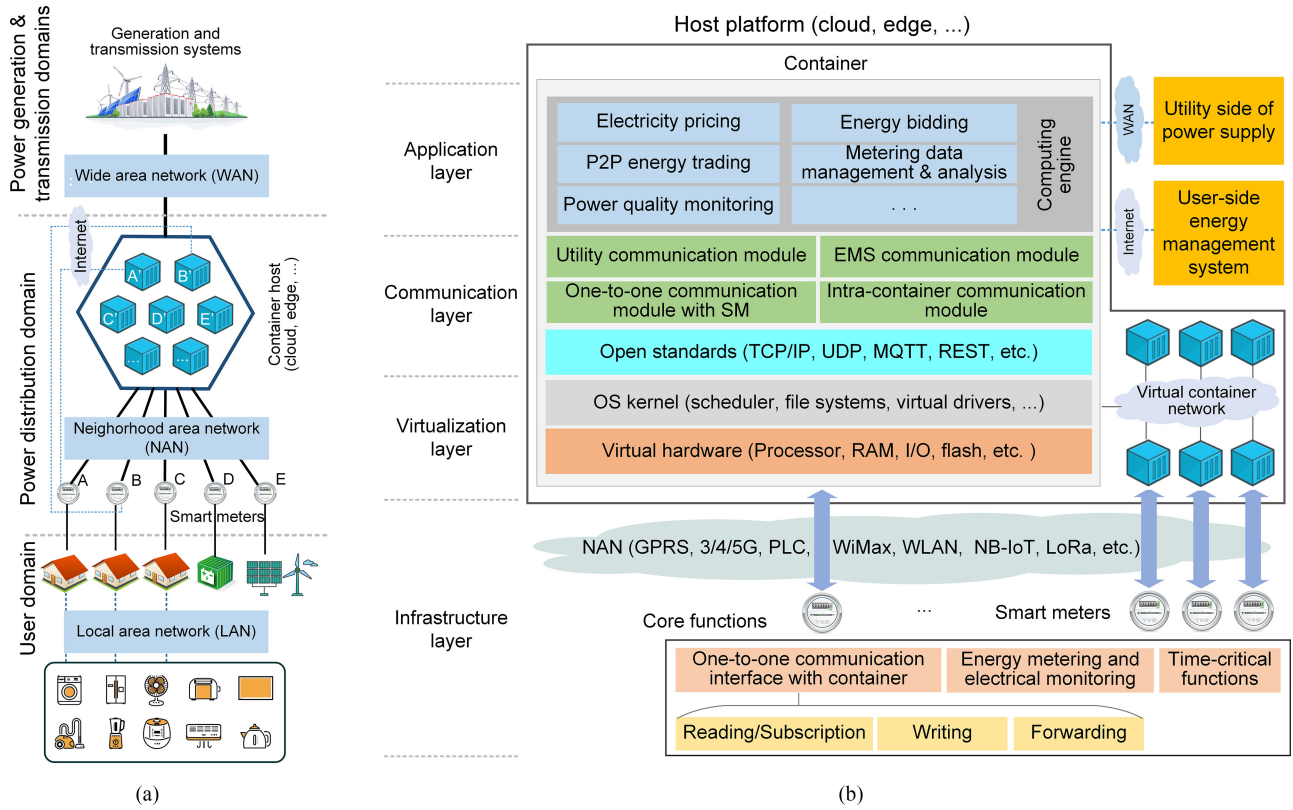 Power generation &
transmission domains
Generation and
transmission systems
Wide area network (WAN)
Internet
A'
B'
C'
D'
E'
...
...
Container host
(cloud, edge, ...)
Power distribution domain
Neighorhood area network
(NAN)
A
B
C
D
E
Smart meters
User domain
Local area network (LAN)
(a)
Host platform (cloud, edge, ...)
Container
Application
layer
Electricity pricing
Energy bidding
P2P energy trading
Metering data
management & analysis
Power quality monitoring
. . .
Computing
engine
WAN
Utility side of
power supply
Internet
User-side
energy
management
system
Communication
layer
Utility communication module
EMS communication module
One-to-one communication
module with SM
Intra-container communication
module
Open standards (TCP/IP, UDP, MQTT, REST, etc.)
Virtualization
layer
OS kernel (scheduler, file systems, virtual drivers, ...)
Virtual hardware (Processor, RAM, I/O, flash, etc. )
Virtual container
network
NAN (GPRS, 3/4/5G, PLC, WiMax, WLAN, NB-IoT, LoRa, etc.)
Infrastructure
layer
Core functions
...
Smart meters
One-to-one communication
interface with container
Energy metering and
electrical monitoring
Time-critical
functions
Reading/Subscription
Writing
Forwarding
(b)